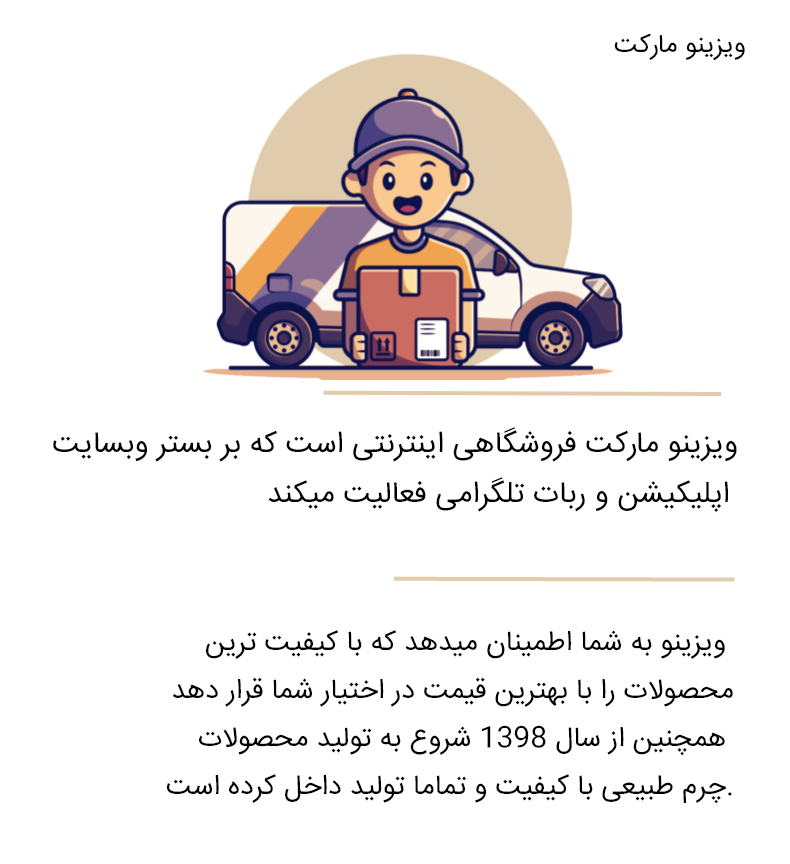 ویزینو مارکت
ویزینو مارکت فروشگاهی اینترنتی است که بر بستر وبسایت
اپلیکیشن و ربات تلگرامی فعالیت میکند
ویزینو به شما اطمینان میدهد که با کیفیت ترین
محصولات را با بهترین قیمت در اختیار شما قرار دهد
همچنین از سال 1398 شروع به تولید محصولات
.چرم طبیعی با کیفیت و تماما تولید داخل کرده است